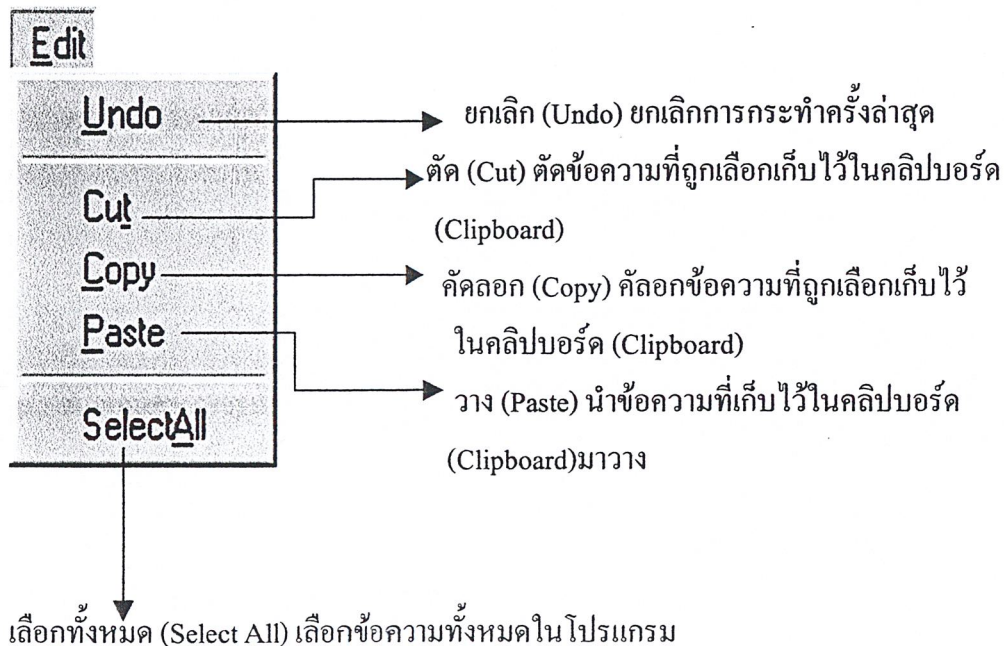 Edit
Undo
ยกเลิก (Undo) ยกเลิกการกระทำครั้งล่าสุด
Cut
ตัด (Cut) ตัดข้อความที่ถูกเลือกเก็บไว้ในคลิปบอร์ด
(Clipboard)
Copy
คัดลอก (Copy) คัลอกข้อความที่ถูกเลือกเก็บไว้
ในคลิปบอร์ด (Clipboard)
Paste
วาง (Paste) นำข้อความที่เก็บไว้ในคลิปบอร์ด
(Clipboard)มาวาง
SelectAll
เลือกทั้งหมด (Select All) เลือกข้อความทั้งหมดในโปรแกรม